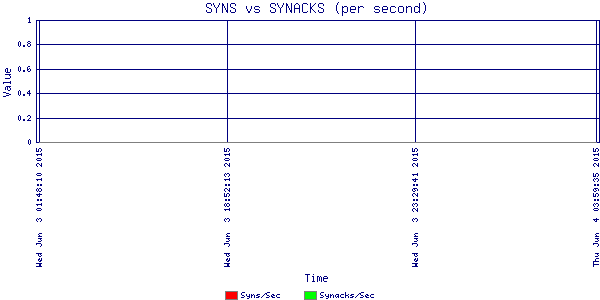 SYNS vs SYNACKS (per second)
1
0.8
0.6
0.4
0.2
0
Value
Wed Jun 3 01:48:10 2015
Wed Jun 3 18:52:13 2015
Wed Jun 3 23:29:41 2015
Thu Jun 4 03:59:35 2015
Time
Syns/Sec
Synacks/Sec